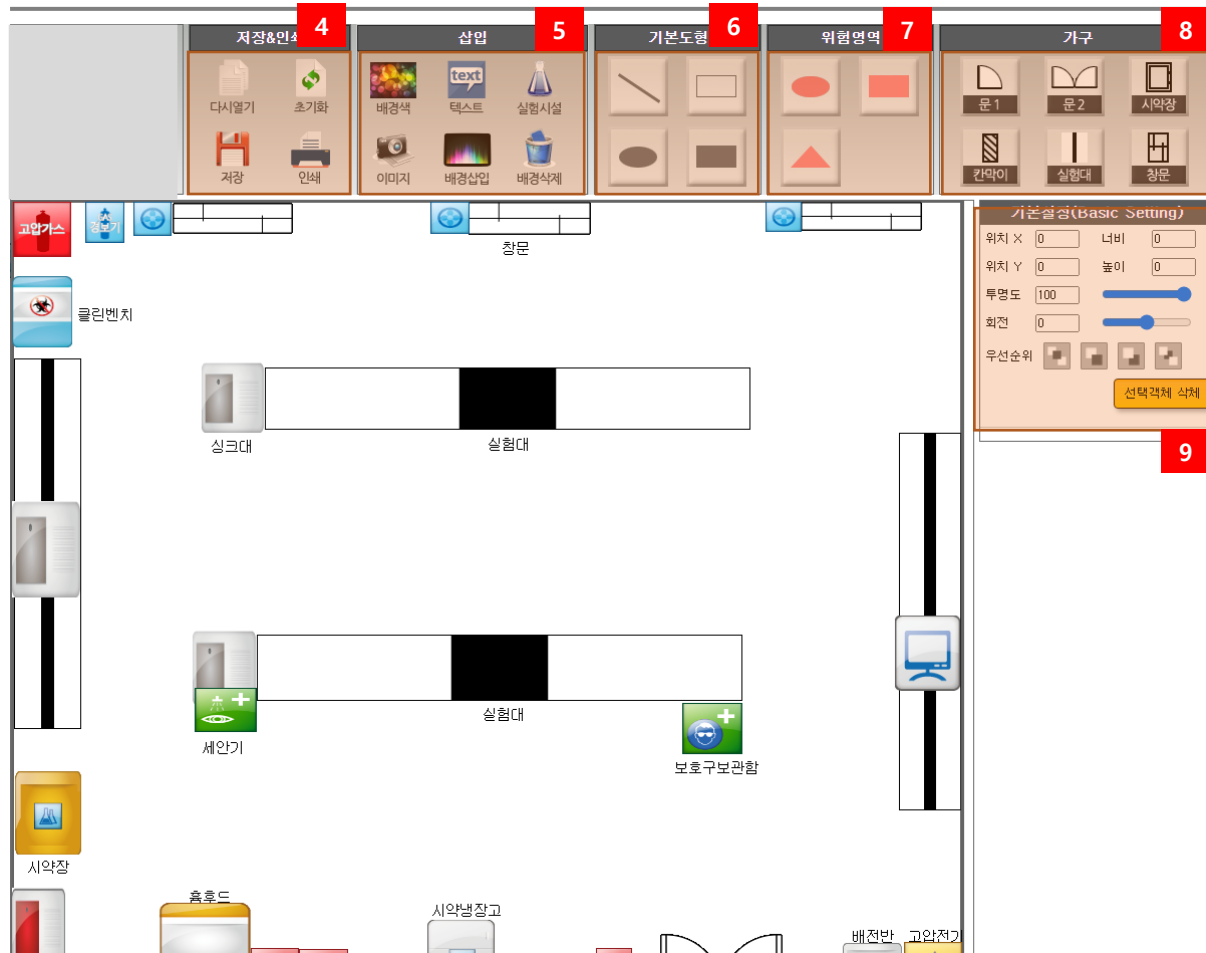 4
5
6
7
8
저장&인쇄
삽입
기본도형
위험영역
가구
다시열기
초기화
배경색
text
텍스트
실험시설
문1
문2
시약장
저장
인쇄
이미지
배경삽입
배경삭제
칸막이
실험대
창문
고압가스
경보기
창문
기본설정(Basic Setting)
위치 X 0 너비 0
위치 Y 0 높이 0
투명도 100
회전 0
우선순위
선택객체 삭제
9
클린벤치
싱크대
실험대
실험대
세안기
보호구보관함
시약장
흄후드
시약냉장고
배전반
고압전기